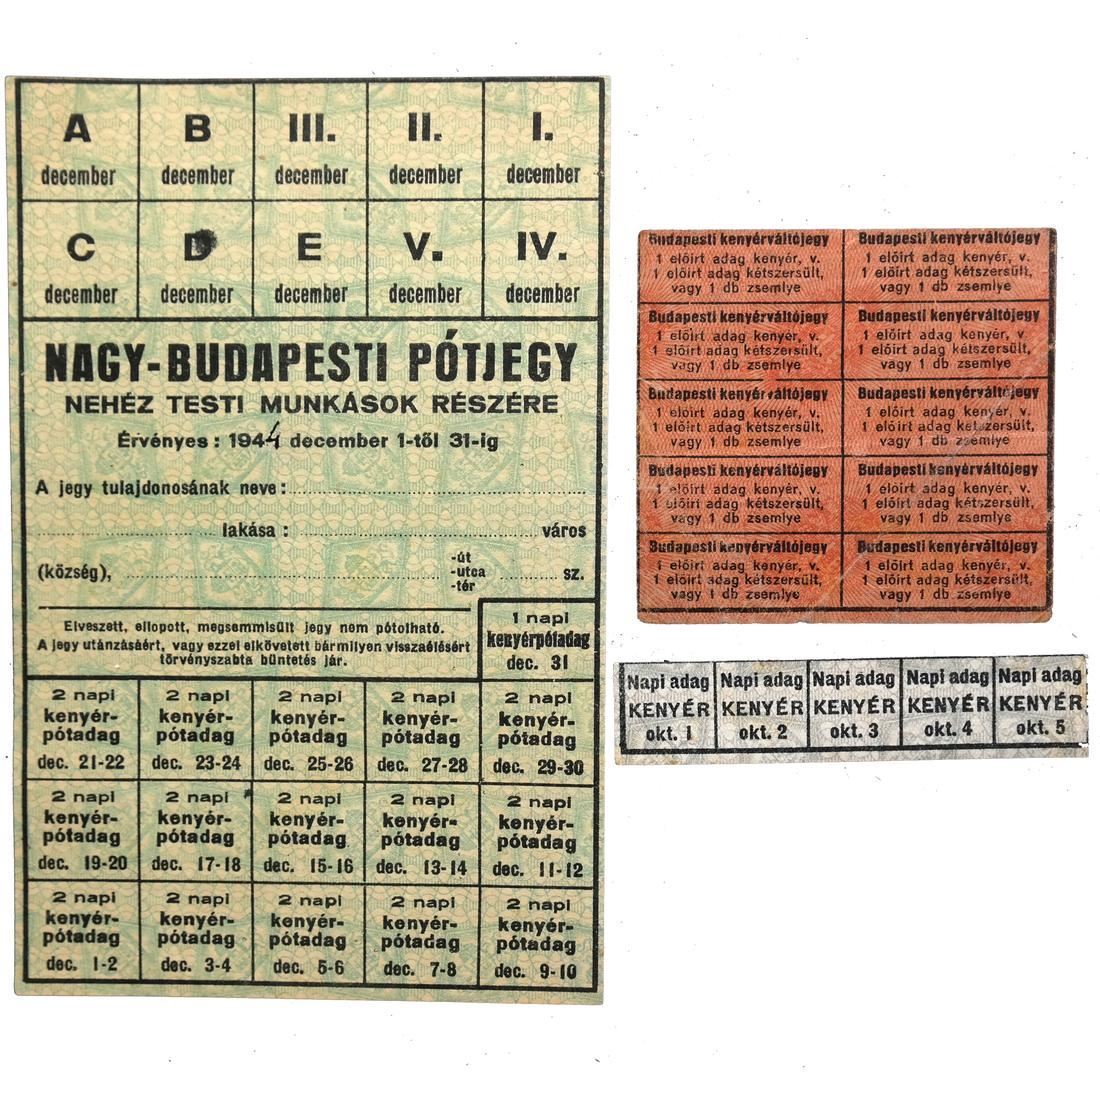 A B III. II. I.
december december december december december
C D E V. IV.
december december december december december
NAGY-BUDAPESTI PÓTJEGY
NEHÉZ TESTI MUNKÁSOK RÉSZÉRE
Érvényes: 1944 december 1-től 31-ig
A jegy tulajdonosának neve:
lakása: város
-út
(község), -utca sz.
-tér
Elveszett, ellopott, megsemmisült jegy nem pótolható.
A jegy utánzásáért, vagy ezzel elkövetett bármilyen visszaélésért
törvényszabta büntetés jár.
1 napi
kenyérpótadag
dec. 31
2 napi 2 napi 2 napi 2 napi 2 napi
kenyér- kenyér- kenyér- kenyér- kenyér-
pótadag pótadag pótadag pótadag pótadag
dec. 21-22 dec. 23-24 dec. 25-26 dec. 27-28 dec. 29-30
2 napi 2 napi 2 napi 2 napi 2 napi
kenyér- kenyér- kenyér- kenyér- kenyér-
pótadag pótadag pótadag pótadag pótadag
dec. 19-20 dec. 17-18 dec. 15-16 dec. 13-14 dec. 11-12
2 napi 2 napi 2 napi 2 napi 2 napi
kenyér- kenyér- kenyér- kenyér- kenyér-
pótadag pótadag pótadag pótadag pótadag
dec. 1-2 dec. 3-4 dec. 5-6 dec. 7-8 dec. 9-10
Budapesti kenyérváltójegy Budapesti kenyérváltójegy
1 előírt adag kenyér, v. 1 előírt adag kenyér, v.
1 előírt adag kétszersült, 1 előírt adag kétszersült,
vagy 1 db zsemlye vagy 1 db zsemlye
Budapesti kenyérváltójegy Budapesti kenyérváltójegy
1 előírt adag kenyér, v. 1 előírt adag kenyér, v.
1 előírt adag kétszersült, 1 előírt adag kétszersült,
vagy 1 db zsemlye vagy 1 db zsemlye
Budapesti kenyérváltójegy Budapesti kenyérváltójegy
1 előírt adag kenyér, v. 1 előírt adag kenyér, v.
1 előírt adag kétszersült, 1 előírt adag kétszersült,
vagy 1 db zsemlye vagy 1 db zsemlye
Budapesti kenyérváltójegy Budapesti kenyérváltójegy
1 előírt adag kenyér, v. 1 előírt adag kenyér, v.
1 előírt adag kétszersült, 1 előírt adag kétszersült,
vagy 1 db zsemlye vagy 1 db zsemlye
Budapesti kenyérváltójegy Budapesti kenyérváltójegy
1 előírt adag kenyér, v. 1 előírt adag kenyér, v.
1 előírt adag kétszersült, 1 előírt adag kétszersült,
vagy 1 db zsemlye vagy 1 db zsemlye
Napi adag Napi adag Napi adag Napi adag Napi adag
KENYÉR KENYÉR KENYÉR KENYÉR KENYÉR
okt. 1 okt. 2 okt. 3 okt. 4 okt. 5